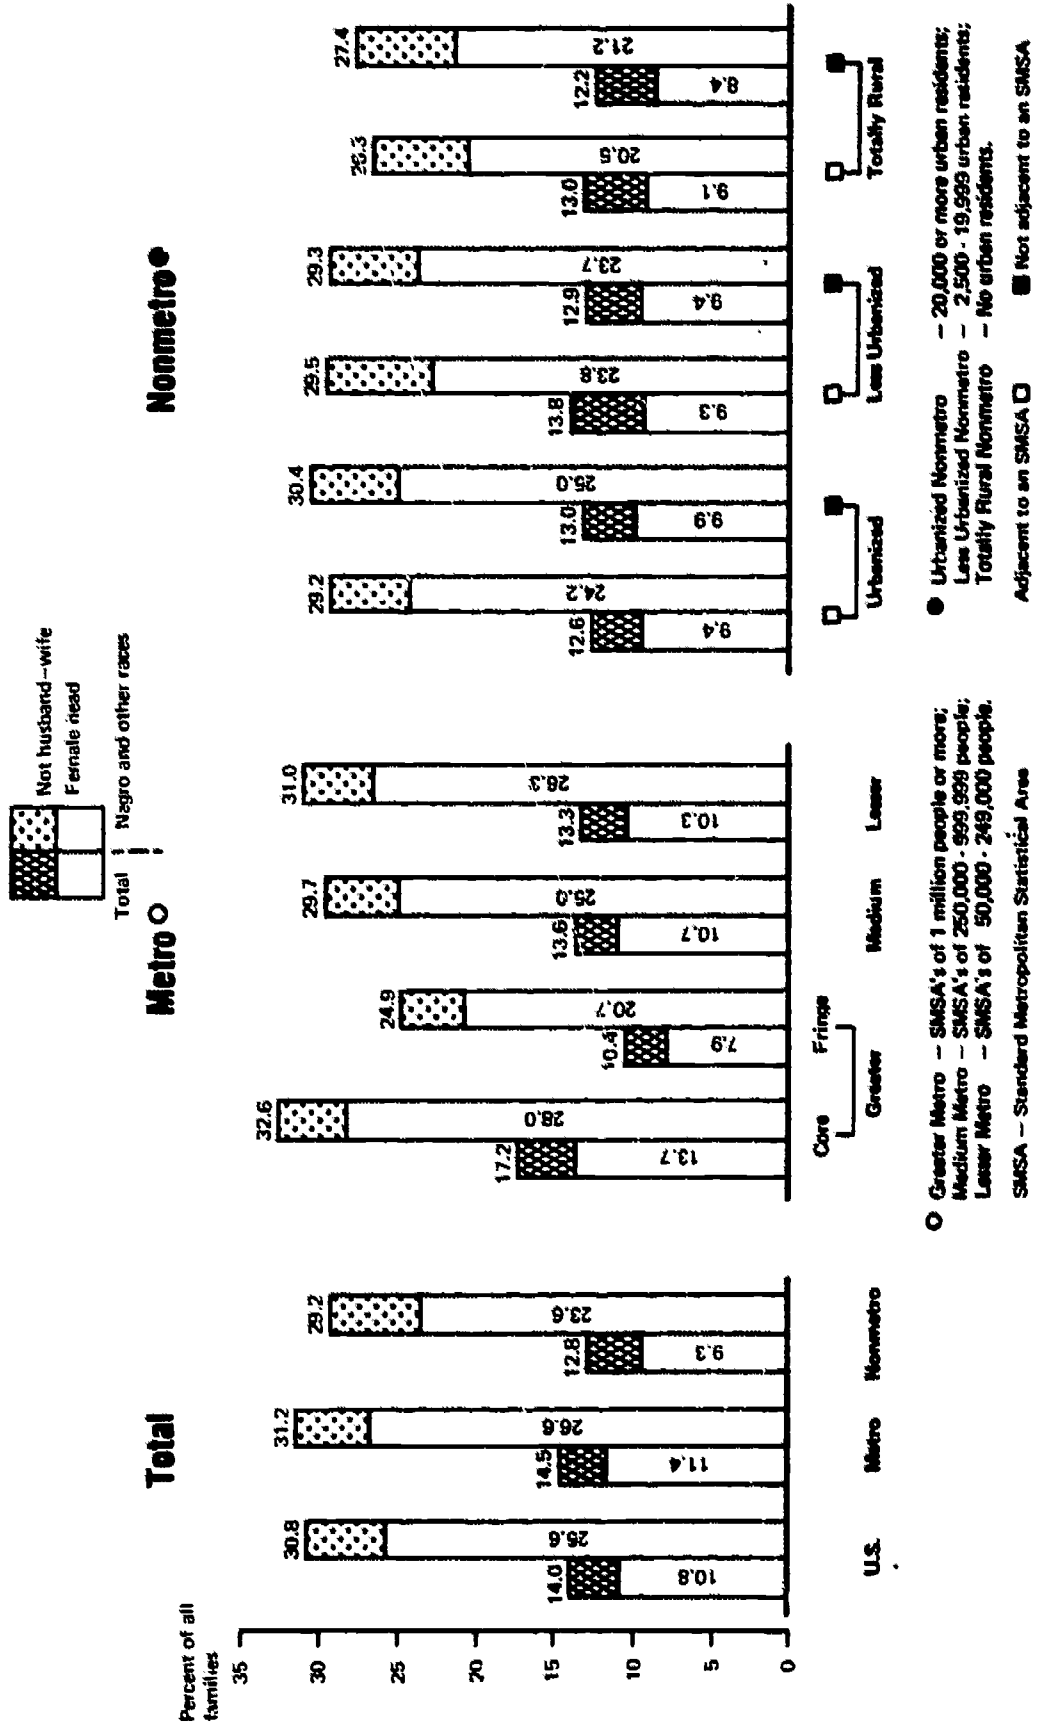 Not husband-wife
Female head
Total
Negro and other races
Total
Metro
Nonmetro
Percent of all
families
35
30
25
20
15
10
5
0
14.0
10.8
30.8
25.6
14.5
11.4
31.2
26.6
12.8
9.3
29.2
23.6
U.S.
Metro
Nonmetro
17.2
13.7
32.6
28.0
10.4
7.9
24.9
20.7
13.6
10.7
29.7
25.0
13.3
10.3
31.0
26.3
Core
Fringe
Greater
Medium
Lesser
12.6
9.4
29.2
24.2
13.0
9.9
30.4
25.0
13.8
9.3
29.5
23.8
12.9
9.4
29.3
23.7
13.0
9.1
26.3
20.5
12.2
8.4
27.4
21.2
Urbanized
Less Urbanized
Totally Rural
Greater Metro – SMSA's of 1 million people or more;
Medium Metro – SMSA's of 250,000 - 999,999 people;
Lesser Metro – SMSA's of 50,000 - 249,000 people.
SMSA – Standard Metropolitan Statistical Area
Urbanized Nonmetro – 20,000 or more urban residents;
Less Urbanized Nonmetro – 2,500 - 19,999 urban residents;
Totally Rural Nonmetro – No urban residents.
Adjacent to an SMSA
Not adjacent to an SMSA